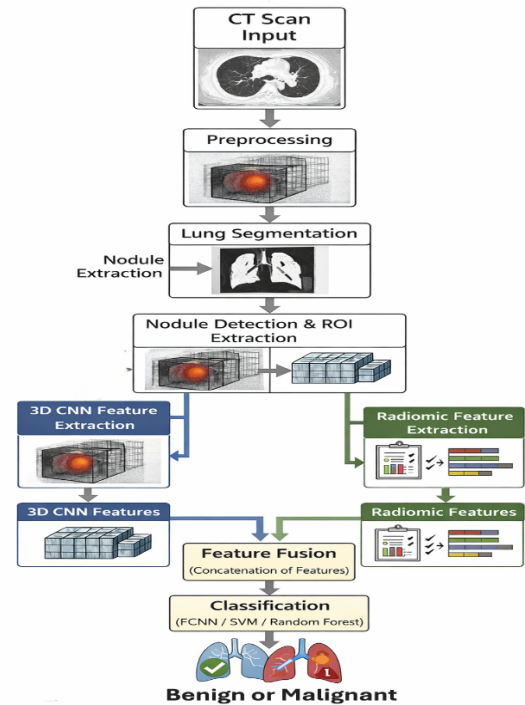 CT Scan
Input
Preprocessing
Lung Segmentation
Nodule
Extraction
Nodule Detection & ROI
Extraction
3D CNN Feature
Extraction
Radiomic Feature
Extraction
3D CNN Features
Radiomic Features
Feature Fusion
(Concatenation of Features)
Classification
(FCNN / SVM / Random Forest)
Benign or Malignant